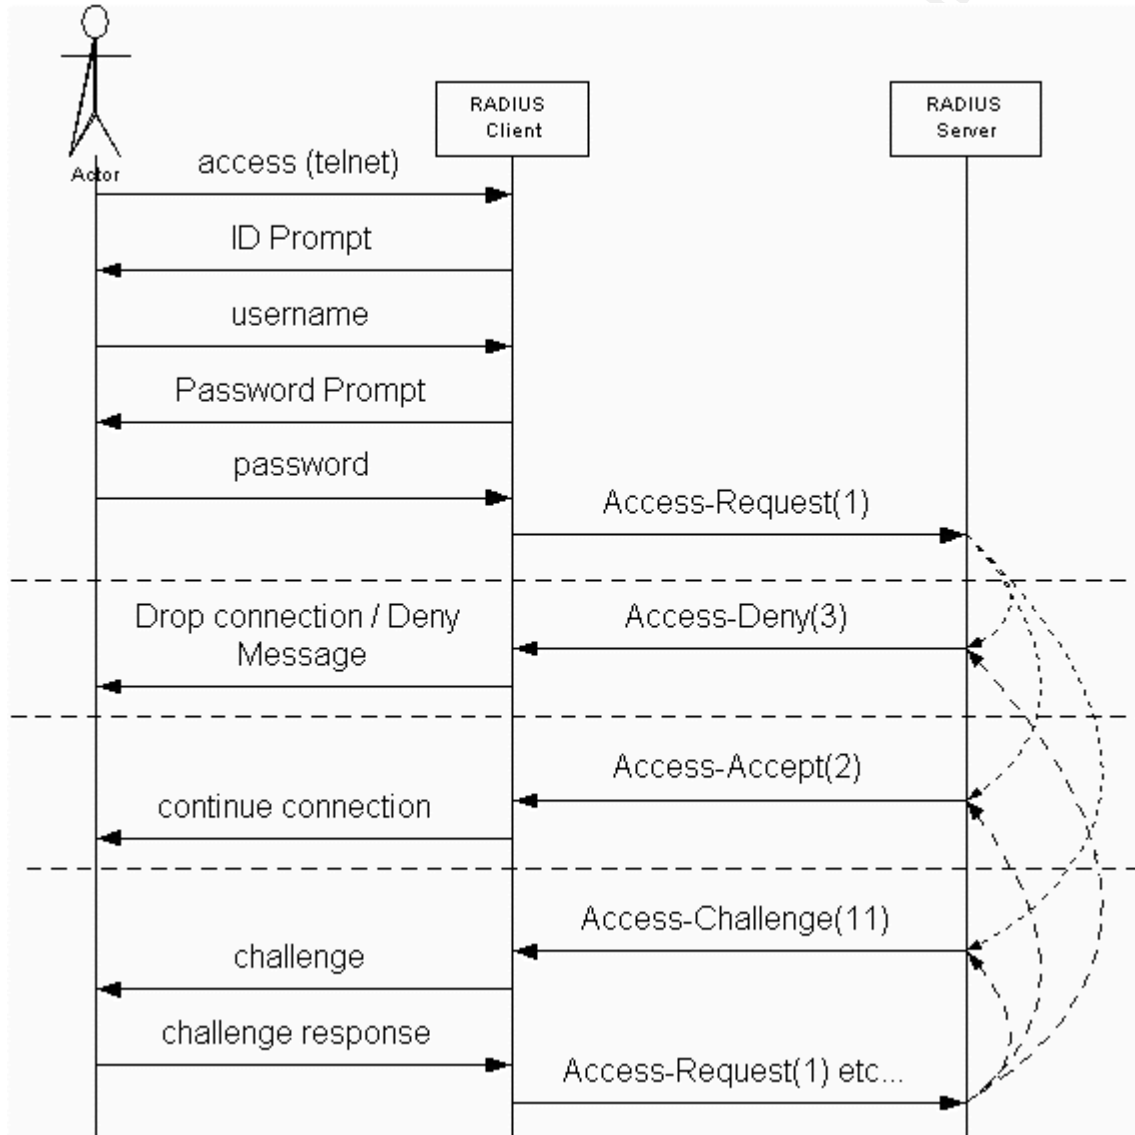 RADIUS
Client
RADIUS
Server
Actor
access (telnet)
ID Prompt
username
Password Prompt
password
Access-Request(1)
Drop connection / Deny
Message
Access-Deny(3)
Access-Accept(2)
continue connection
Access-Challenge(11)
challenge
challenge response
Access-Request(1) etc...